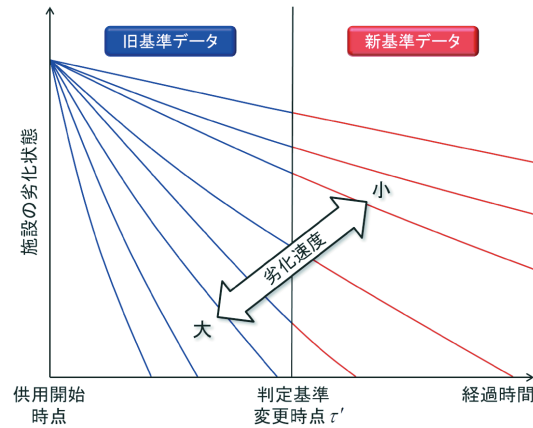 旧基準データ
新基準データ
施設の劣化状態
小
劣化速度
大
供用開始
時点
判定基準
変更時点τ′
経過時間